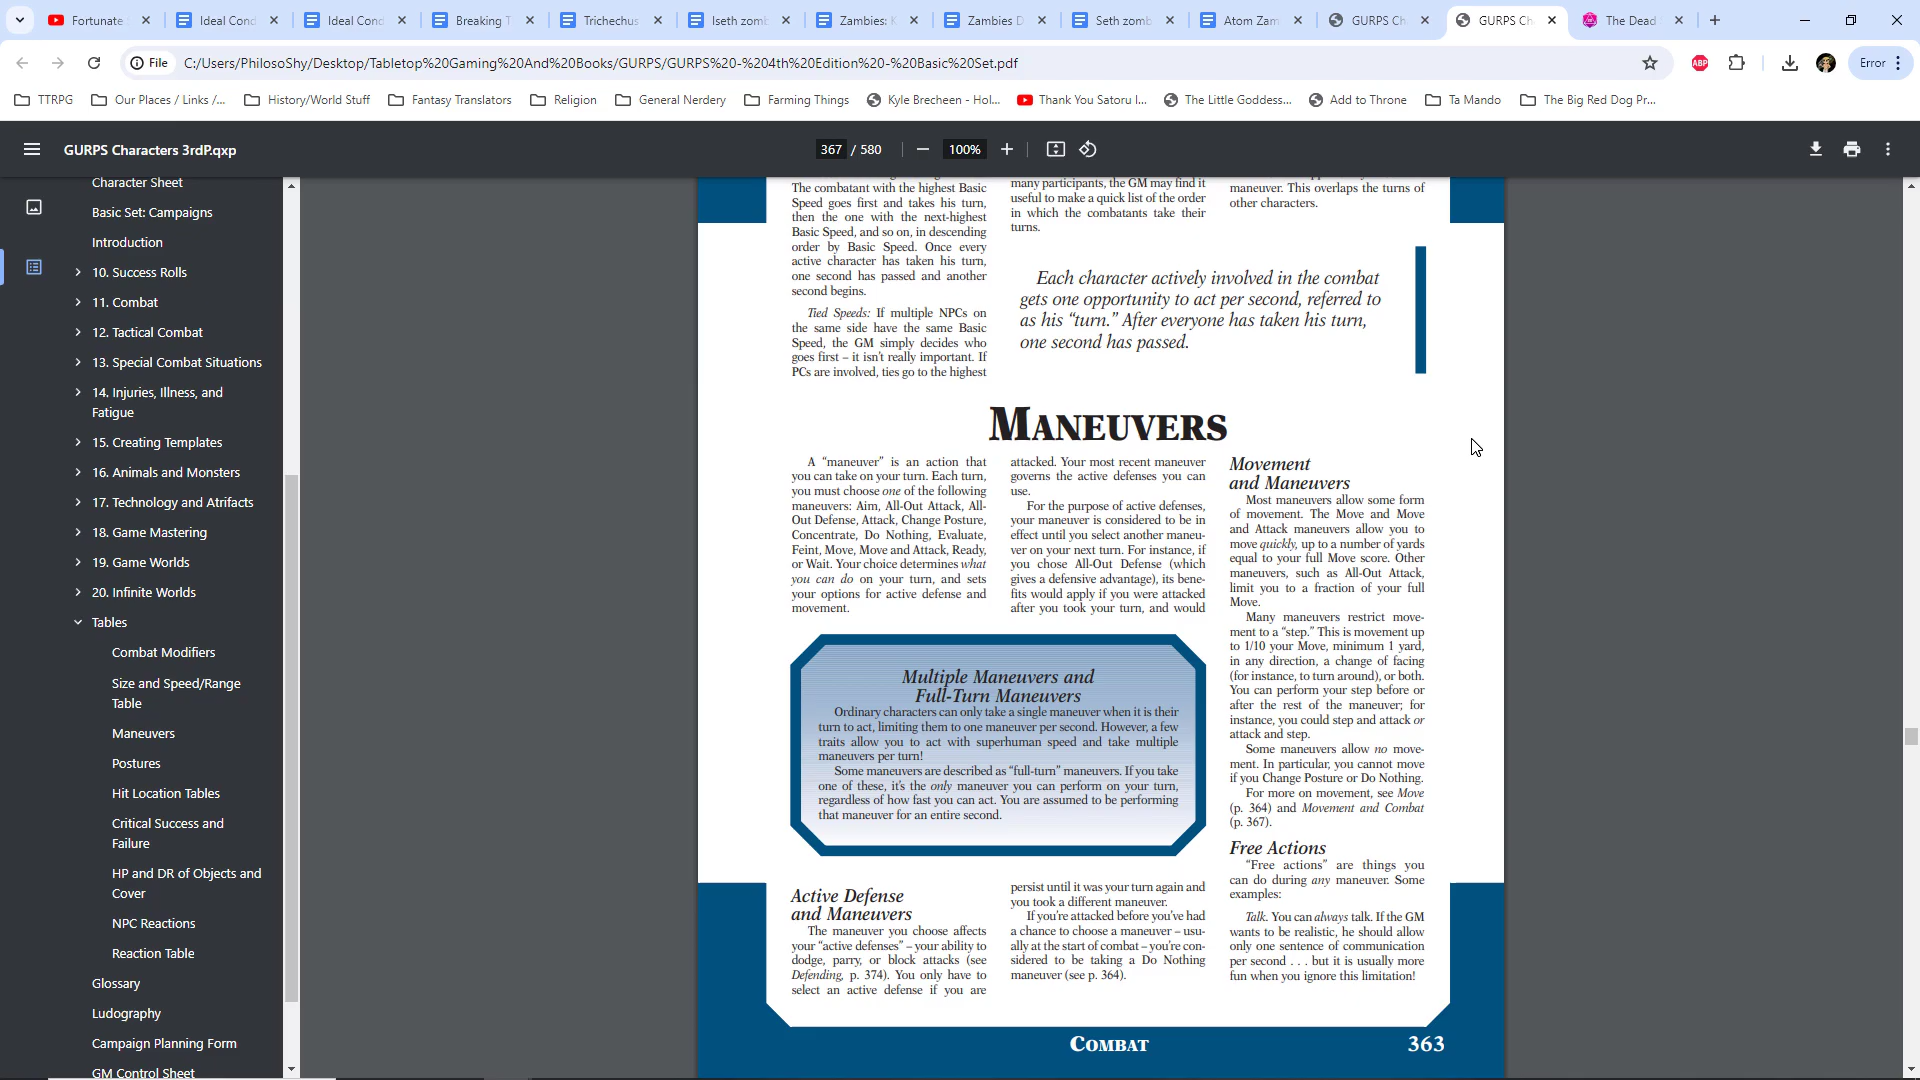 Fortunate
Ideal Cond
Ideal Cond
Breaking T
Trichechus
Iseth zomb
Zambies:
Zambies D
Seth zomb
Atom Zam
GURPS Ch
GURPS Ch
The Dead
File
C:/Users/PhilosoShy/Desktop/Tabletop%20Gaming%20And%20Books/GURPS/GURPS%20-%204th%20Edition%20-%20Basic%20Set.pdf
ABP
Error
TTRPG
Our Places / Links /...
History/World Stuff
Fantasy Translators
Religion
General Nerdery
Farming Things
Kyle Brecheen - Hol...
Thank You Satoru I...
The Little Goddess...
Add to Throne
Ta Mando
The Big Red Dog Pr...
GURPS Characters 3rdP.qxp
367 / 580
100%
Character Sheet
Basic Set: Campaigns
Introduction
10. Success Rolls
11. Combat
12. Tactical Combat
13. Special Combat Situations
14. Injuries, Illness, and
Fatigue
15. Creating Templates
16. Animals and Monsters
17. Technology and Atrifacts
18. Game Mastering
19. Game Worlds
20. Infinite Worlds
Tables
Combat Modifiers
Size and Speed/Range
Table
Maneuvers
Postures
Hit Location Tables
Critical Success and
Failure
HP and DR of Objects and
Cover
NPC Reactions
Reaction Table
Glossary
Ludography
Campaign Planning Form
GM Control Sheet
The combatant with the highest Basic
Speed goes first and takes his turn,
then the one with the next-highest
Basic Speed, and so on, in descending
order by Basic Speed. Once every
active character has taken his turn,
one second has passed and another
second begins.
Tied Speeds: If multiple NPCs on
the same side have the same Basic
Speed, the GM simply decides who
goes first – it isn't really important. If
PCs are involved, ties go to the highest
many participants, the GM may find it
useful to make a quick list of the order
in which the combatants take their
turns.
maneuver. This overlaps the turns of
other characters.
Each character actively involved in the combat
gets one opportunity to act per second, referred to
as his “turn.” After everyone has taken his turn,
one second has passed.
MANEUVERS
A “maneuver” is an action that
you can take on your turn. Each turn,
you must choose one of the following
maneuvers: Aim, All-Out Attack, All-
Out Defense, Attack, Change Posture,
Concentrate, Do Nothing, Evaluate,
Feint, Move, Move and Attack, Ready,
or Wait. Your choice determines what
you can do on your turn, and sets
your options for active defense and
movement.
attacked. Your most recent maneuver
governs the active defenses you can
use.
For the purpose of active defenses,
your maneuver is considered to be in
effect until you select another maneu-
ver on your next turn. For instance, if
you chose All-Out Defense (which
gives a defensive advantage), its bene-
fits would apply if you were attacked
after you took your turn, and would
Multiple Maneuvers and
Full-Turn Maneuvers
Ordinary characters can only take a single maneuver when it is their
turn to act, limiting them to one maneuver per second. However, a few
traits allow you to act with superhuman speed and take multiple
maneuvers per turn!
Some maneuvers are described as “full-turn” maneuvers. If you take
one of these, it's the only maneuver you can perform on your turn,
regardless of how fast you can act. You are assumed to be performing
that maneuver for an entire second.
Active Defense
and Maneuvers
The maneuver you choose affects
your “active defenses” – your ability to
dodge, parry, or block attacks (see
Defending, p. 374). You only have to
select an active defense if you are
persist until it was your turn again and
you took a different maneuver.
If you're attacked before you've had
a chance to choose a maneuver – usu-
ally at the start of combat – you're con-
sidered to be taking a Do Nothing
maneuver (see p. 364).
Movement
and Maneuvers
Most maneuvers allow some form
of movement. The Move and Move
and Attack maneuvers allow you to
move quickly, up to a number of yards
equal to your full Move score. Other
maneuvers, such as All-Out Attack,
limit you to a fraction of your full
Move.
Many maneuvers restrict move-
ment to a “step.” This is movement up
to 1/10 your Move, minimum 1 yard,
in any direction, a change of facing
(for instance, to turn around), or both.
You can perform your step before or
after the rest of the maneuver; for
instance, you could step and attack or
attack and step.
Some maneuvers allow no move-
ment. In particular, you cannot move
if you Change Posture or Do Nothing.
For more on movement, see Move
(p. 364) and Movement and Combat
(p. 367).
Free Actions
“Free actions” are things you
can do during any maneuver. Some
examples:
Talk. You can always talk. If the GM
wants to be realistic, he should allow
only one sentence of communication
per second . . . but it is usually more
fun when you ignore this limitation!
COMBAT
363